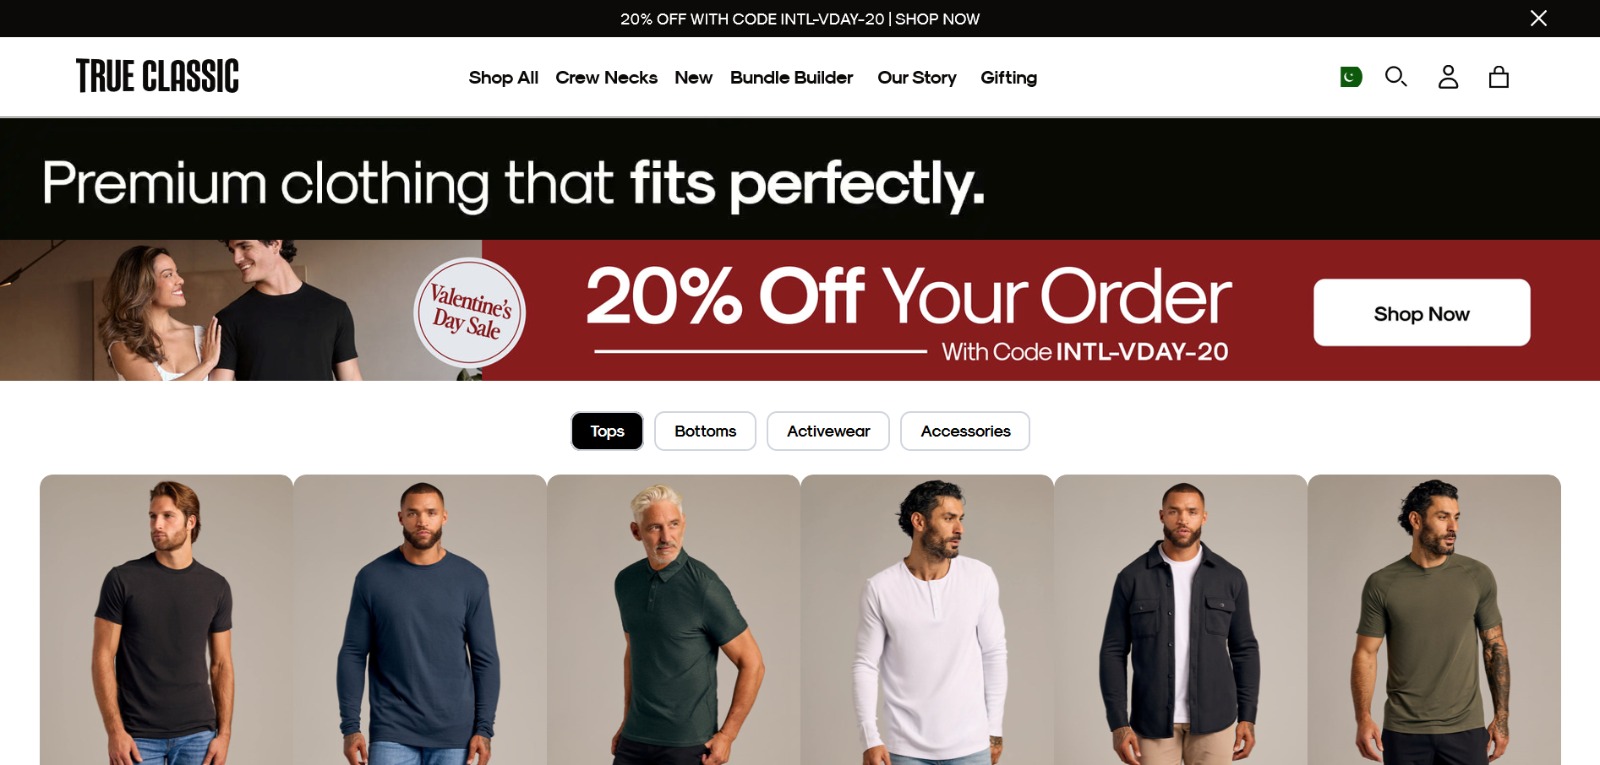 20% OFF WITH CODE INTL-VDAY-20 | SHOP NOW
TRUE CLASSIC
Shop All Crew Necks New Bundle Builder Our Story Gifting
Premium clothing that fits perfectly.
Valentine's
Day Sale
20% Off Your Order
With Code INTL-VDAY-20
Shop Now
Tops Bottoms Activewear Accessories